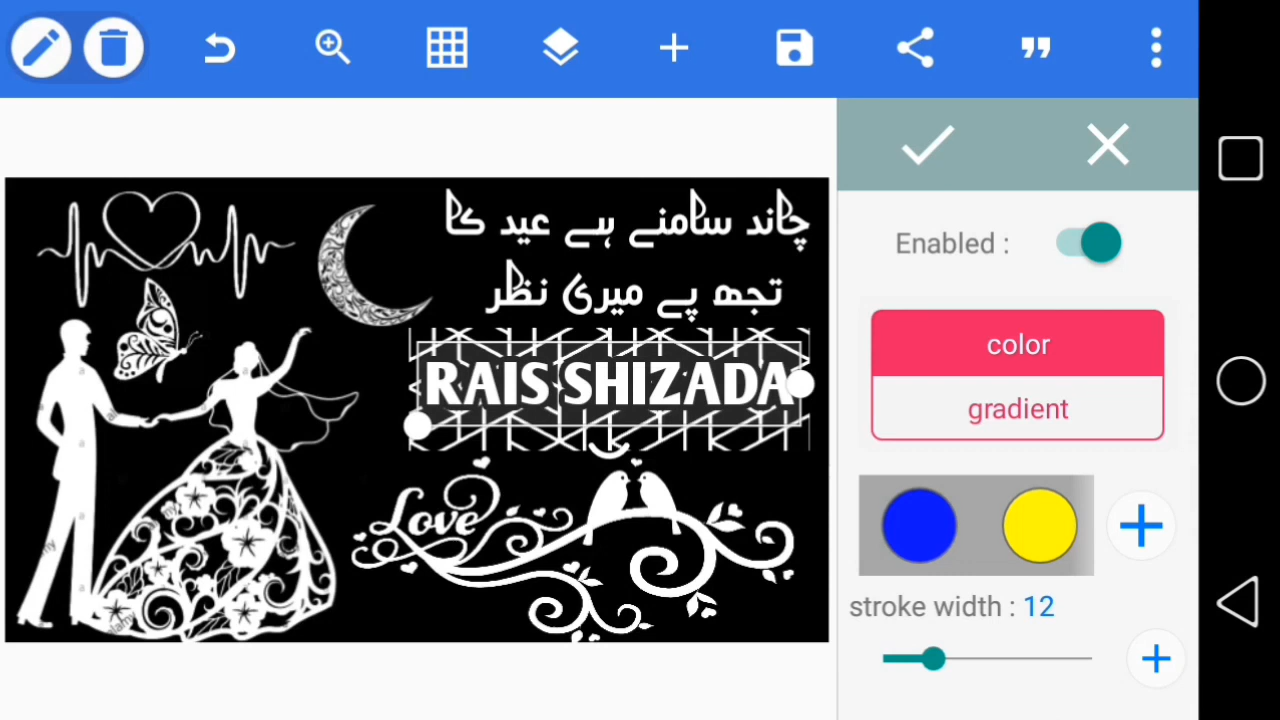 چاند سامنے ہے عید کا
تجھ پے میری نظر
RAIS SHIZADA
Love
Enabled :
color
gradient
stroke width : 12